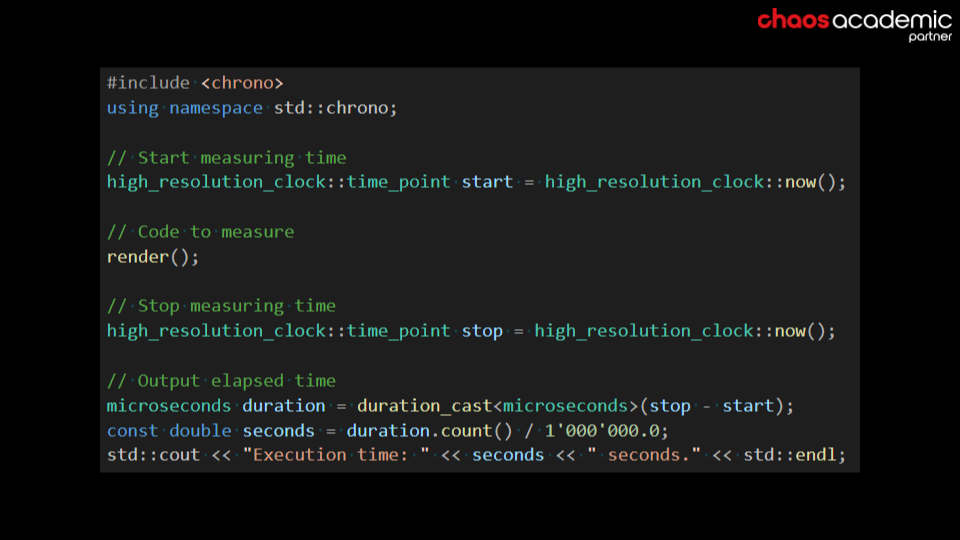 chaosacademic
partner
#include <chrono>
using namespace std::chrono;
// Start measuring time
high_resolution_clock::time_point start = high_resolution_clock::now();
// Code to measure
render();
// Stop measuring time
high_resolution_clock::time_point stop = high_resolution_clock::now();
// Output elapsed time
microseconds duration = duration_cast<microseconds>(stop - start);
const double seconds = duration.count() / 1'000'000.0;
std::cout << "Execution time: " << seconds << " seconds." << std::endl;